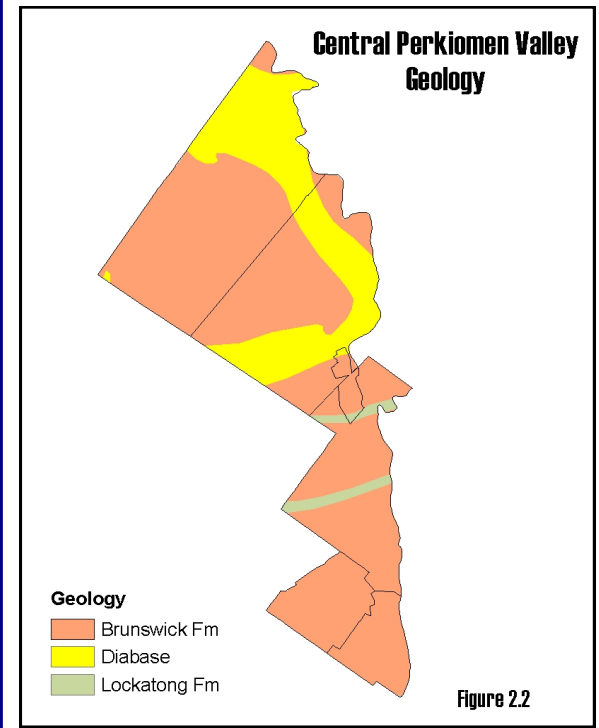 Central Perkiomen Valley
Geology
Geology
Brunswick Fm
Diabase
Lockatong Fm
Figure 2.2